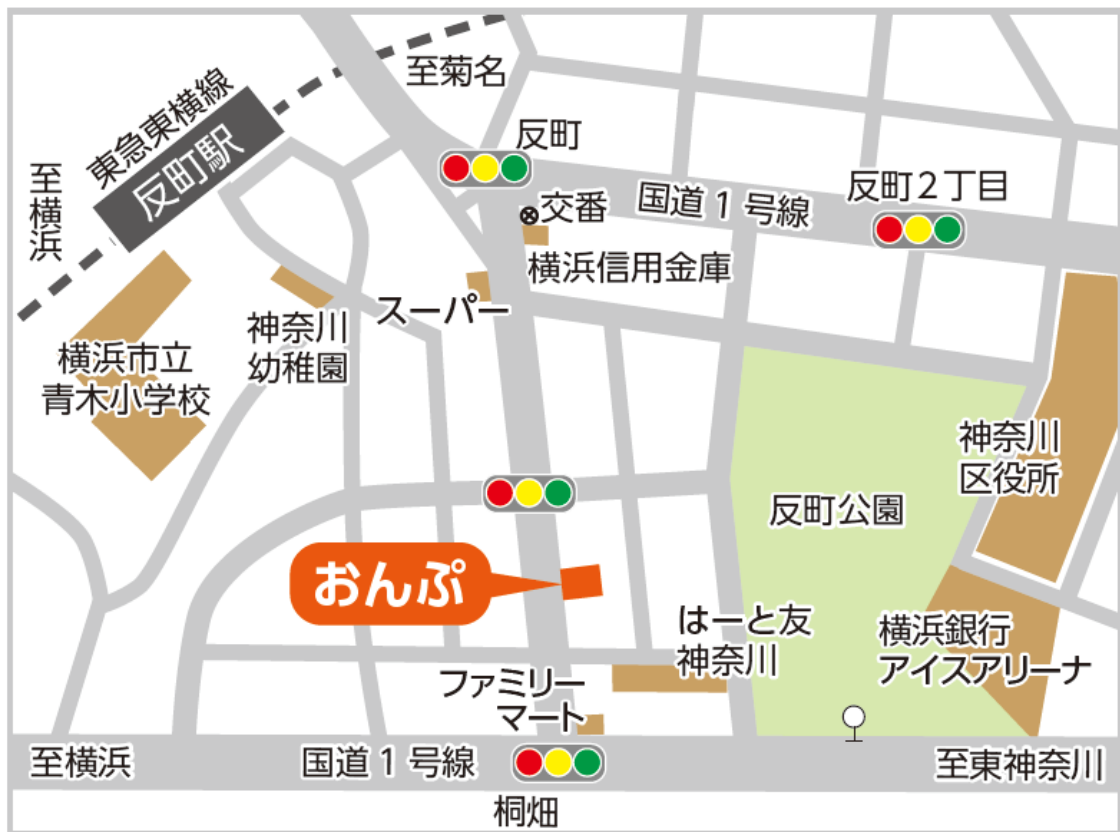 至菊名
東急東横線
反町駅
反町
至横浜
国道1号線
反町2丁目
交番
横浜信用金庫
スーパー
神奈川
幼稚園
横浜市立
青木小学校
神奈川
区役所
反町公園
おんぷ
はーと友
神奈川
横浜銀行
アイスアリーナ
ファミリー
マート
至横浜
国道1号線
至東神奈川
桐畑